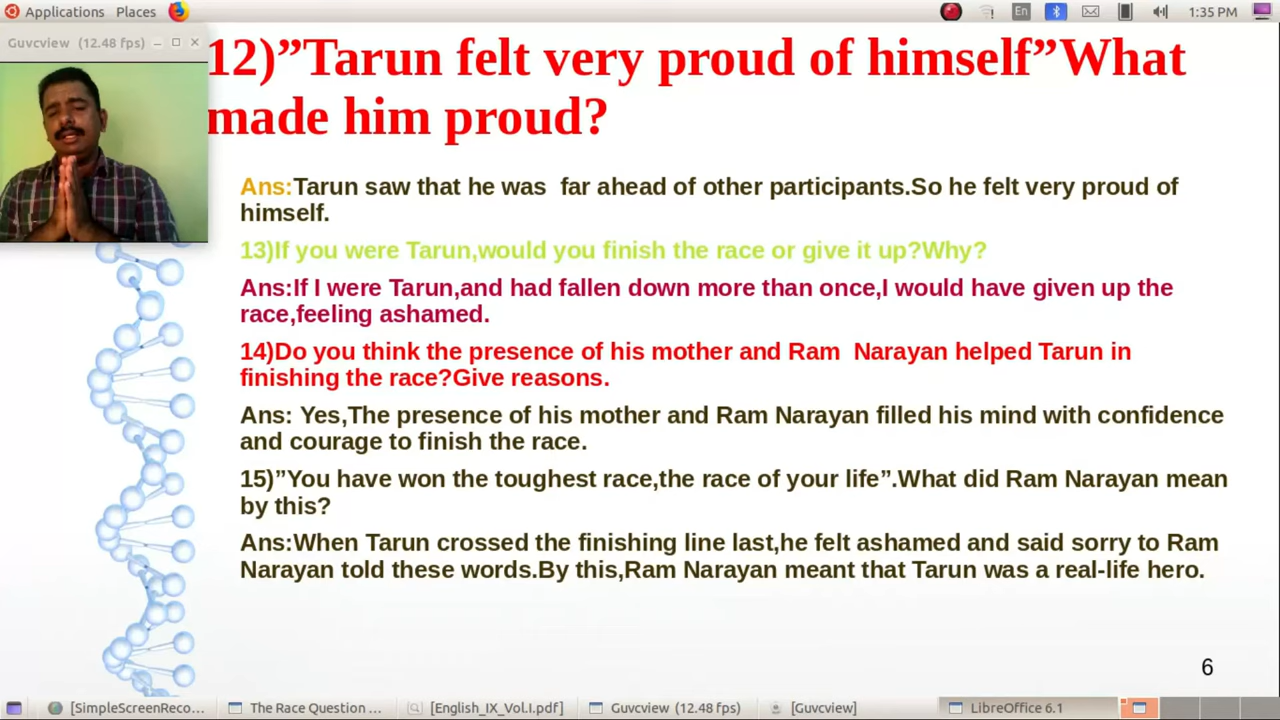 Applications Places En 1:35 PM
Guvcview (12.48 fps)
12)”Tarun felt very proud of himself”What
made him proud?
Ans:Tarun saw that he was far ahead of other participants.So he felt very proud of
himself.
13)If you were Tarun,would you finish the race or give it up?Why?
Ans:If I were Tarun,and had fallen down more than once,I would have given up the
race,feeling ashamed.
14)Do you think the presence of his mother and Ram Narayan helped Tarun in
finishing the race?Give reasons.
Ans: Yes,The presence of his mother and Ram Narayan filled his mind with confidence
and courage to finish the race.
15)”You have won the toughest race,the race of your life”.What did Ram Narayan mean
by this?
Ans:When Tarun crossed the finishing line last,he felt ashamed and said sorry to Ram
Narayan told these words.By this,Ram Narayan meant that Tarun was a real-life hero.
6
[SimpleScreenReco... The Race Question ... [English_IX_Vol.I.pdf] Guvcview (12.48 fps) [Guvcview] LibreOffice 6.1